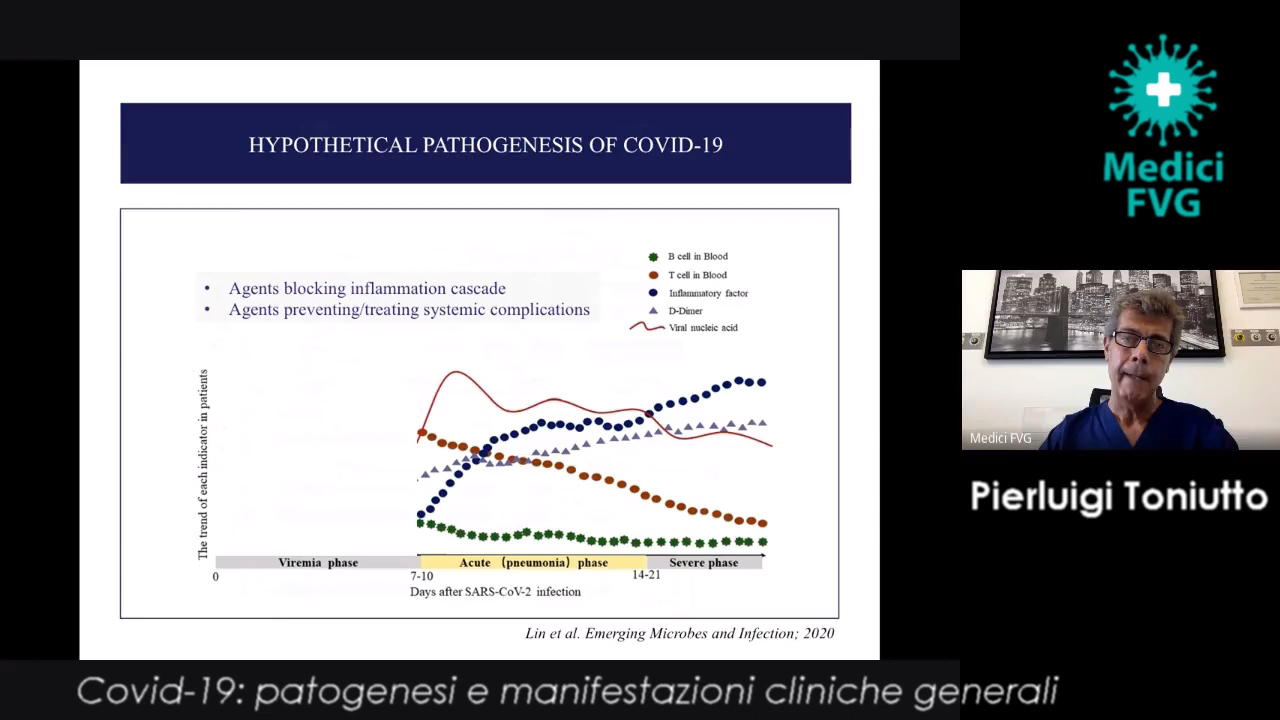 HYPOTHETICAL PATHOGENESIS OF COVID-19
• Agents blocking inflammation cascade
• Agents preventing/treating systemic complications
B cell in Blood
T cell in Blood
Inflammatory factor
D-Dimer
Viral nucleic acid
The trend of each indicator in patients
Viremia phase
Acute (pneumonia) phase
Severe phase
0
7-10
14-21
Days after SARS-CoV-2 infection
Lin et al. Emerging Microbes and Infection; 2020
Medici
FVG
Medici FVG
Pierluigi Toniutto
Covid-19: patogenesi e manifestazioni cliniche generali